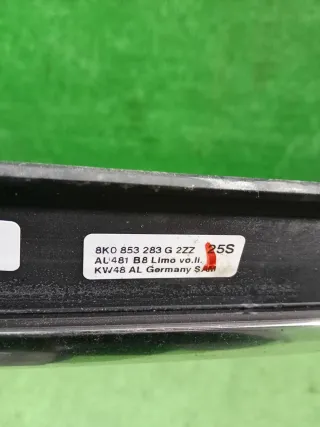 8K0 853 283 G 2ZZ 25S
AU481 B8 Limo vo.li.
KW48 AL Germany SAM